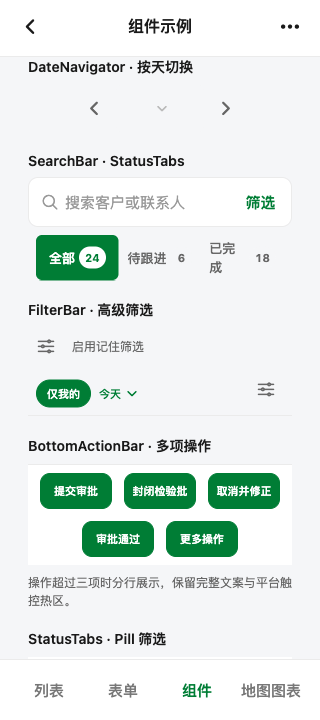 组件示例
DateNavigator · 按天切换
SearchBar · StatusTabs
搜索客户或联系人 筛选
全部 24 待跟进 6 已完成 18
FilterBar · 高级筛选
启用记住筛选
仅我的 今天
BottomActionBar · 多项操作
提交审批 封闭检验批 取消并修正
审批通过 更多操作
操作超过三项时分行展示，保留完整文案与平台触
控热区。
StatusTabs · Pill 筛选
列表 表单 组件 地图图表